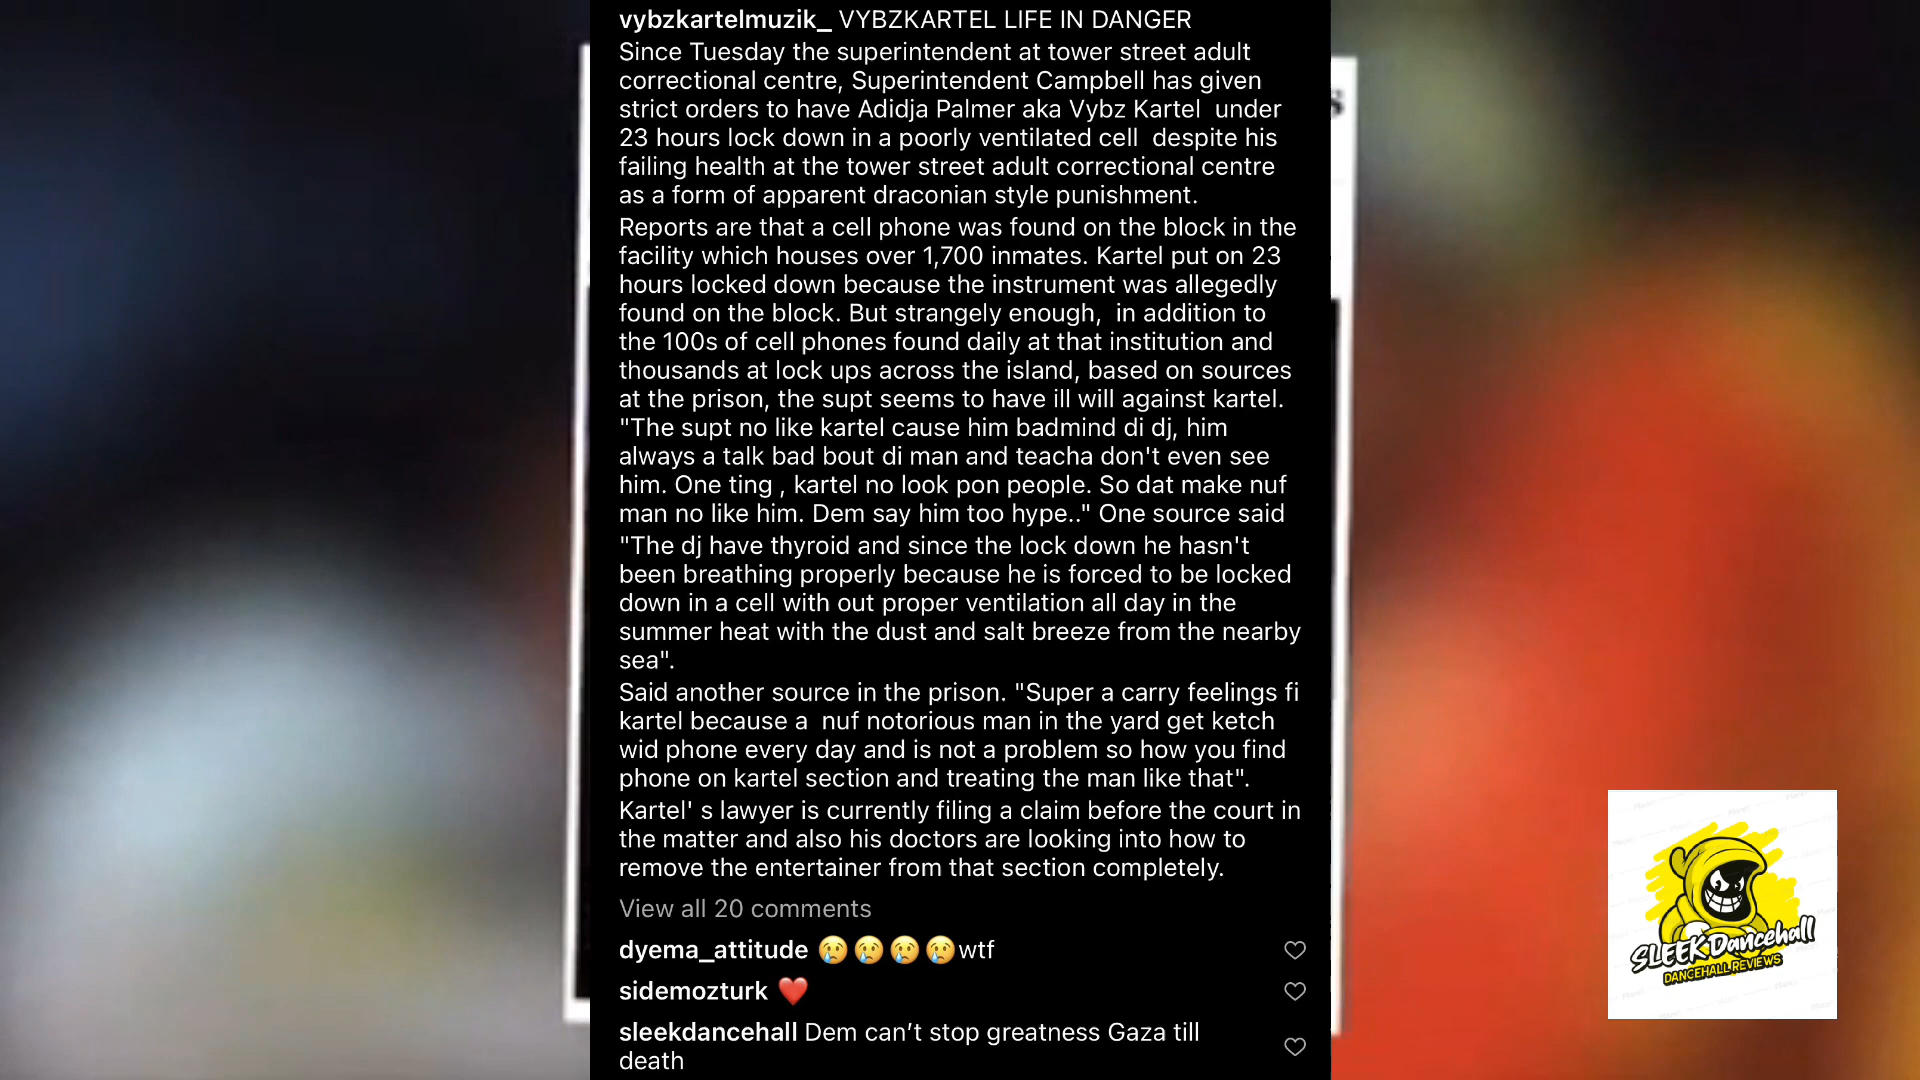 vybzkartelmuzik_ VYBZKARTEL LIFE IN DANGER
Since Tuesday the superintendent at tower street adult
correctional centre, Superintendent Campbell has given
strict orders to have Adidja Palmer aka Vybz Kartel  under
23 hours lock down in a poorly ventilated cell  despite his
failing health at the tower street adult correctional centre
as a form of apparent draconian style punishment.
Reports are that a cell phone was found on the block in the
facility which houses over 1,700 inmates. Kartel put on 23
hours locked down because the instrument was allegedly
found on the block. But strangely enough,  in addition to
the 100s of cell phones found daily at that institution and
thousands at lock ups across the island, based on sources
at the prison, the supt seems to have ill will against kartel.
"The supt no like kartel cause him badmind di dj, him
always a talk bad bout di man and teacha don't even see
him. One ting , kartel no look pon people. So dat make nuf
man no like him. Dem say him too hype.." One source said
"The dj have thyroid and since the lock down he hasn't
been breathing properly because he is forced to be locked
down in a cell with out proper ventilation all day in the
summer heat with the dust and salt breeze from the nearby
sea".
Said another source in the prison. "Super a carry feelings fi
kartel because a  nuf notorious man in the yard get ketch
wid phone every day and is not a problem so how you find
phone on kartel section and treating the man like that".
Kartel' s lawyer is currently filing a claim before the court in
the matter and also his doctors are looking into how to
remove the entertainer from that section completely.
View all 20 comments
dyema_attitude 😢😢😢😢wtf
sidemozturk ❤️
sleekdancehall Dem can’t stop greatness Gaza till
death
s
SLEEK Dancehall
DANCEHALL REVIEWS